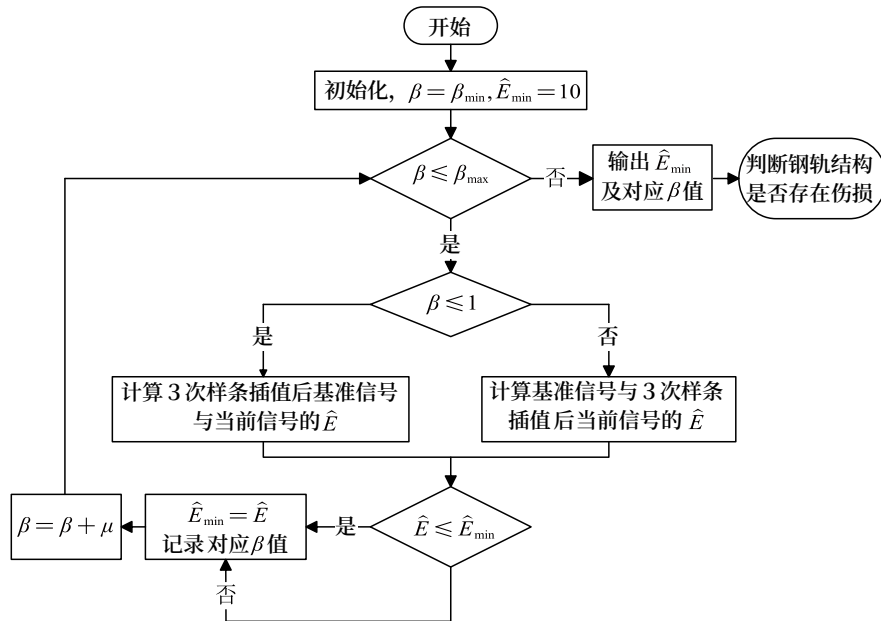 开始
初始化，β＝β_min, Ê_min＝10
β≤β_max
否
输出 Ê_min
及对应β值
判断钢轨结构
是否存在伤损
是
β≤1
是
否
计算3次样条插值后基准信号
与当前信号的Ê
计算基准信号与3次样条
插值后当前信号的 Ê
β＝β＋μ
Ê_min＝Ê
记录对应β值
是
Ê≤Ê_min
否